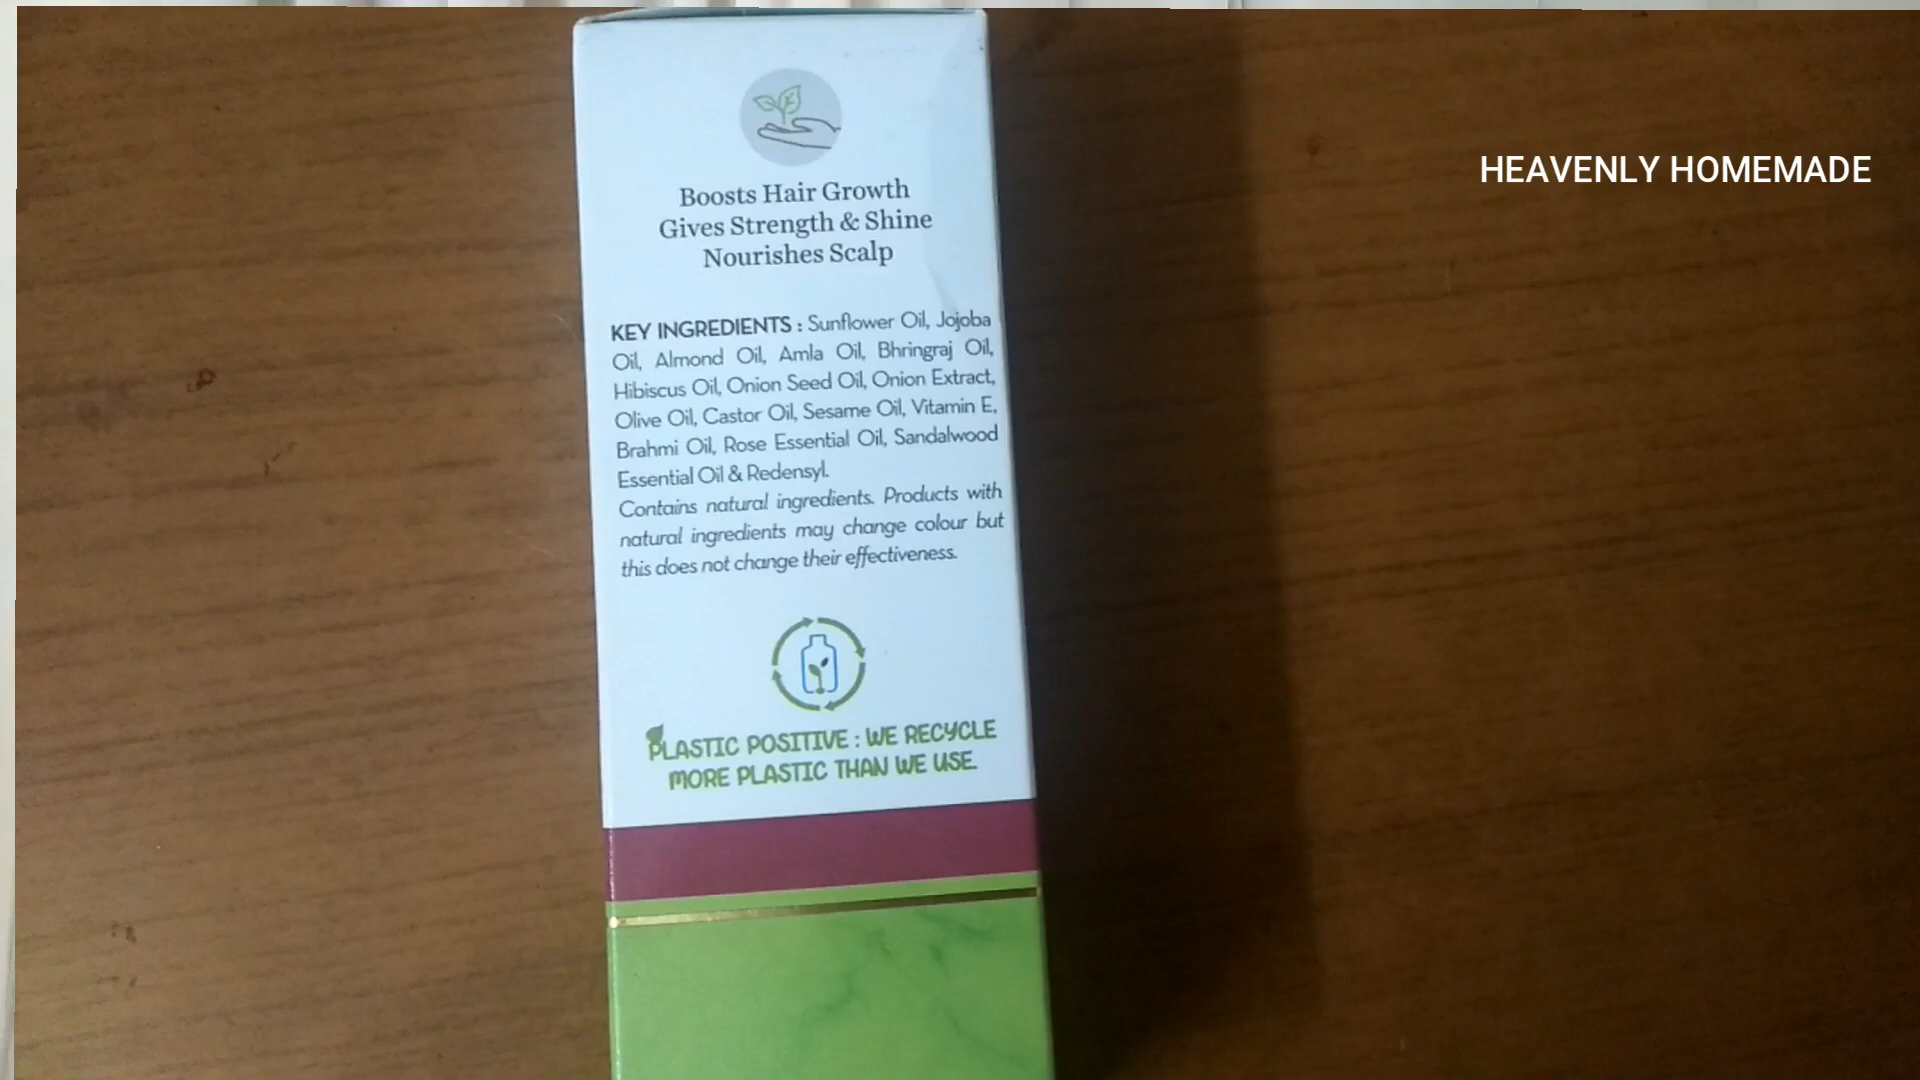 Boosts Hair Growth
Gives Strength & Shine
Nourishes Scalp
HEAVENLY HOMEMADE
KEY INGREDIENTS : Sunflower Oil, Jojoba
Oil, Almond Oil, Amla Oil, Bhringraj Oil,
Hibiscus Oil, Onion Seed Oil, Onion Extract,
Olive Oil, Castor Oil, Sesame Oil, Vitamin E,
Brahmi Oil, Rose Essential Oil, Sandalwood
Essential Oil & Redensyl.
Contains natural ingredients. Products with
natural ingredients may change colour but
this does not change their effectiveness.
PLASTIC POSITIVE : WE RECYCLE
MORE PLASTIC THAN WE USE.